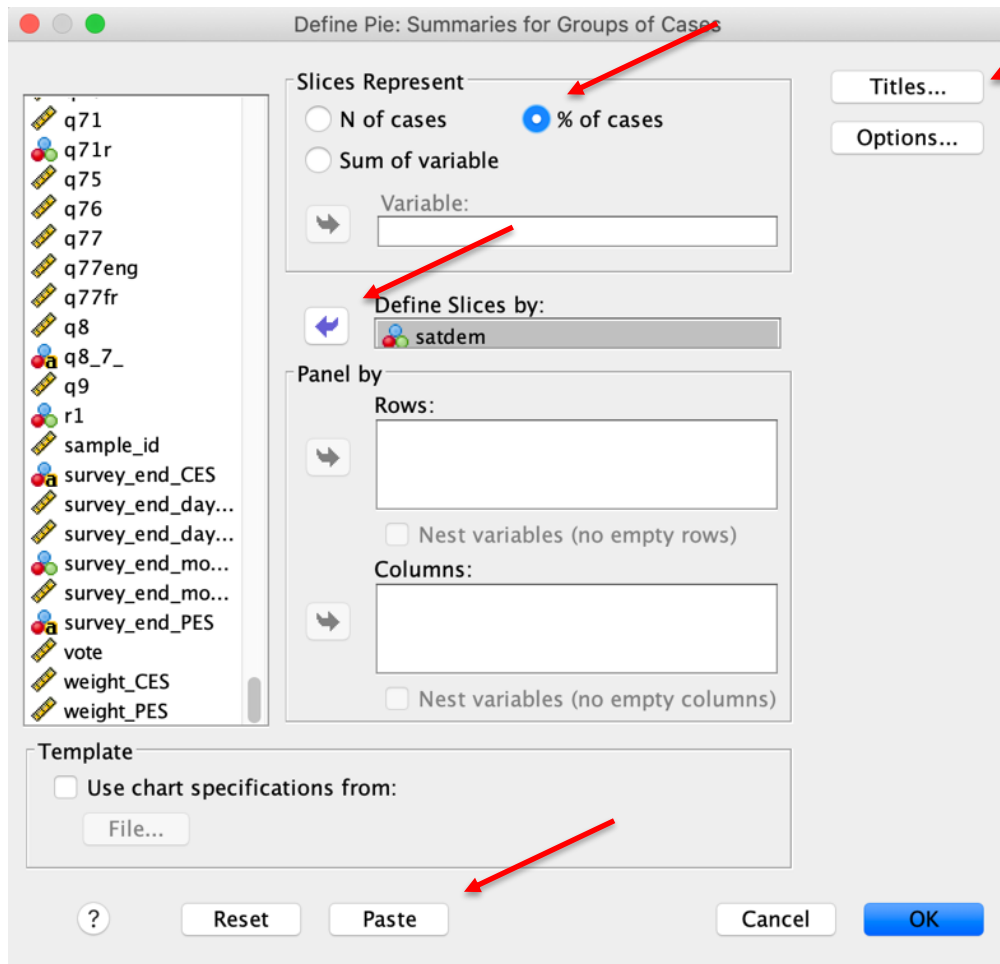 Define Pie: Summaries for Groups of Cases
q71
q71r
q75
q76
q77
q77eng
q77fr
q8
q8_7_
q9
r1
sample_id
survey_end_CES
survey_end_day...
survey_end_day...
survey_end_mo...
survey_end_mo...
survey_end_PES
vote
weight_CES
weight_PES
Slices Represent
N of cases % of cases
Sum of variable
Variable:
Define Slices by:
satdem
Panel by
Rows:
Nest variables (no empty rows)
Columns:
Nest variables (no empty columns)
Titles...
Options...
Template
Use chart specifications from:
File...
? Reset Paste Cancel OK